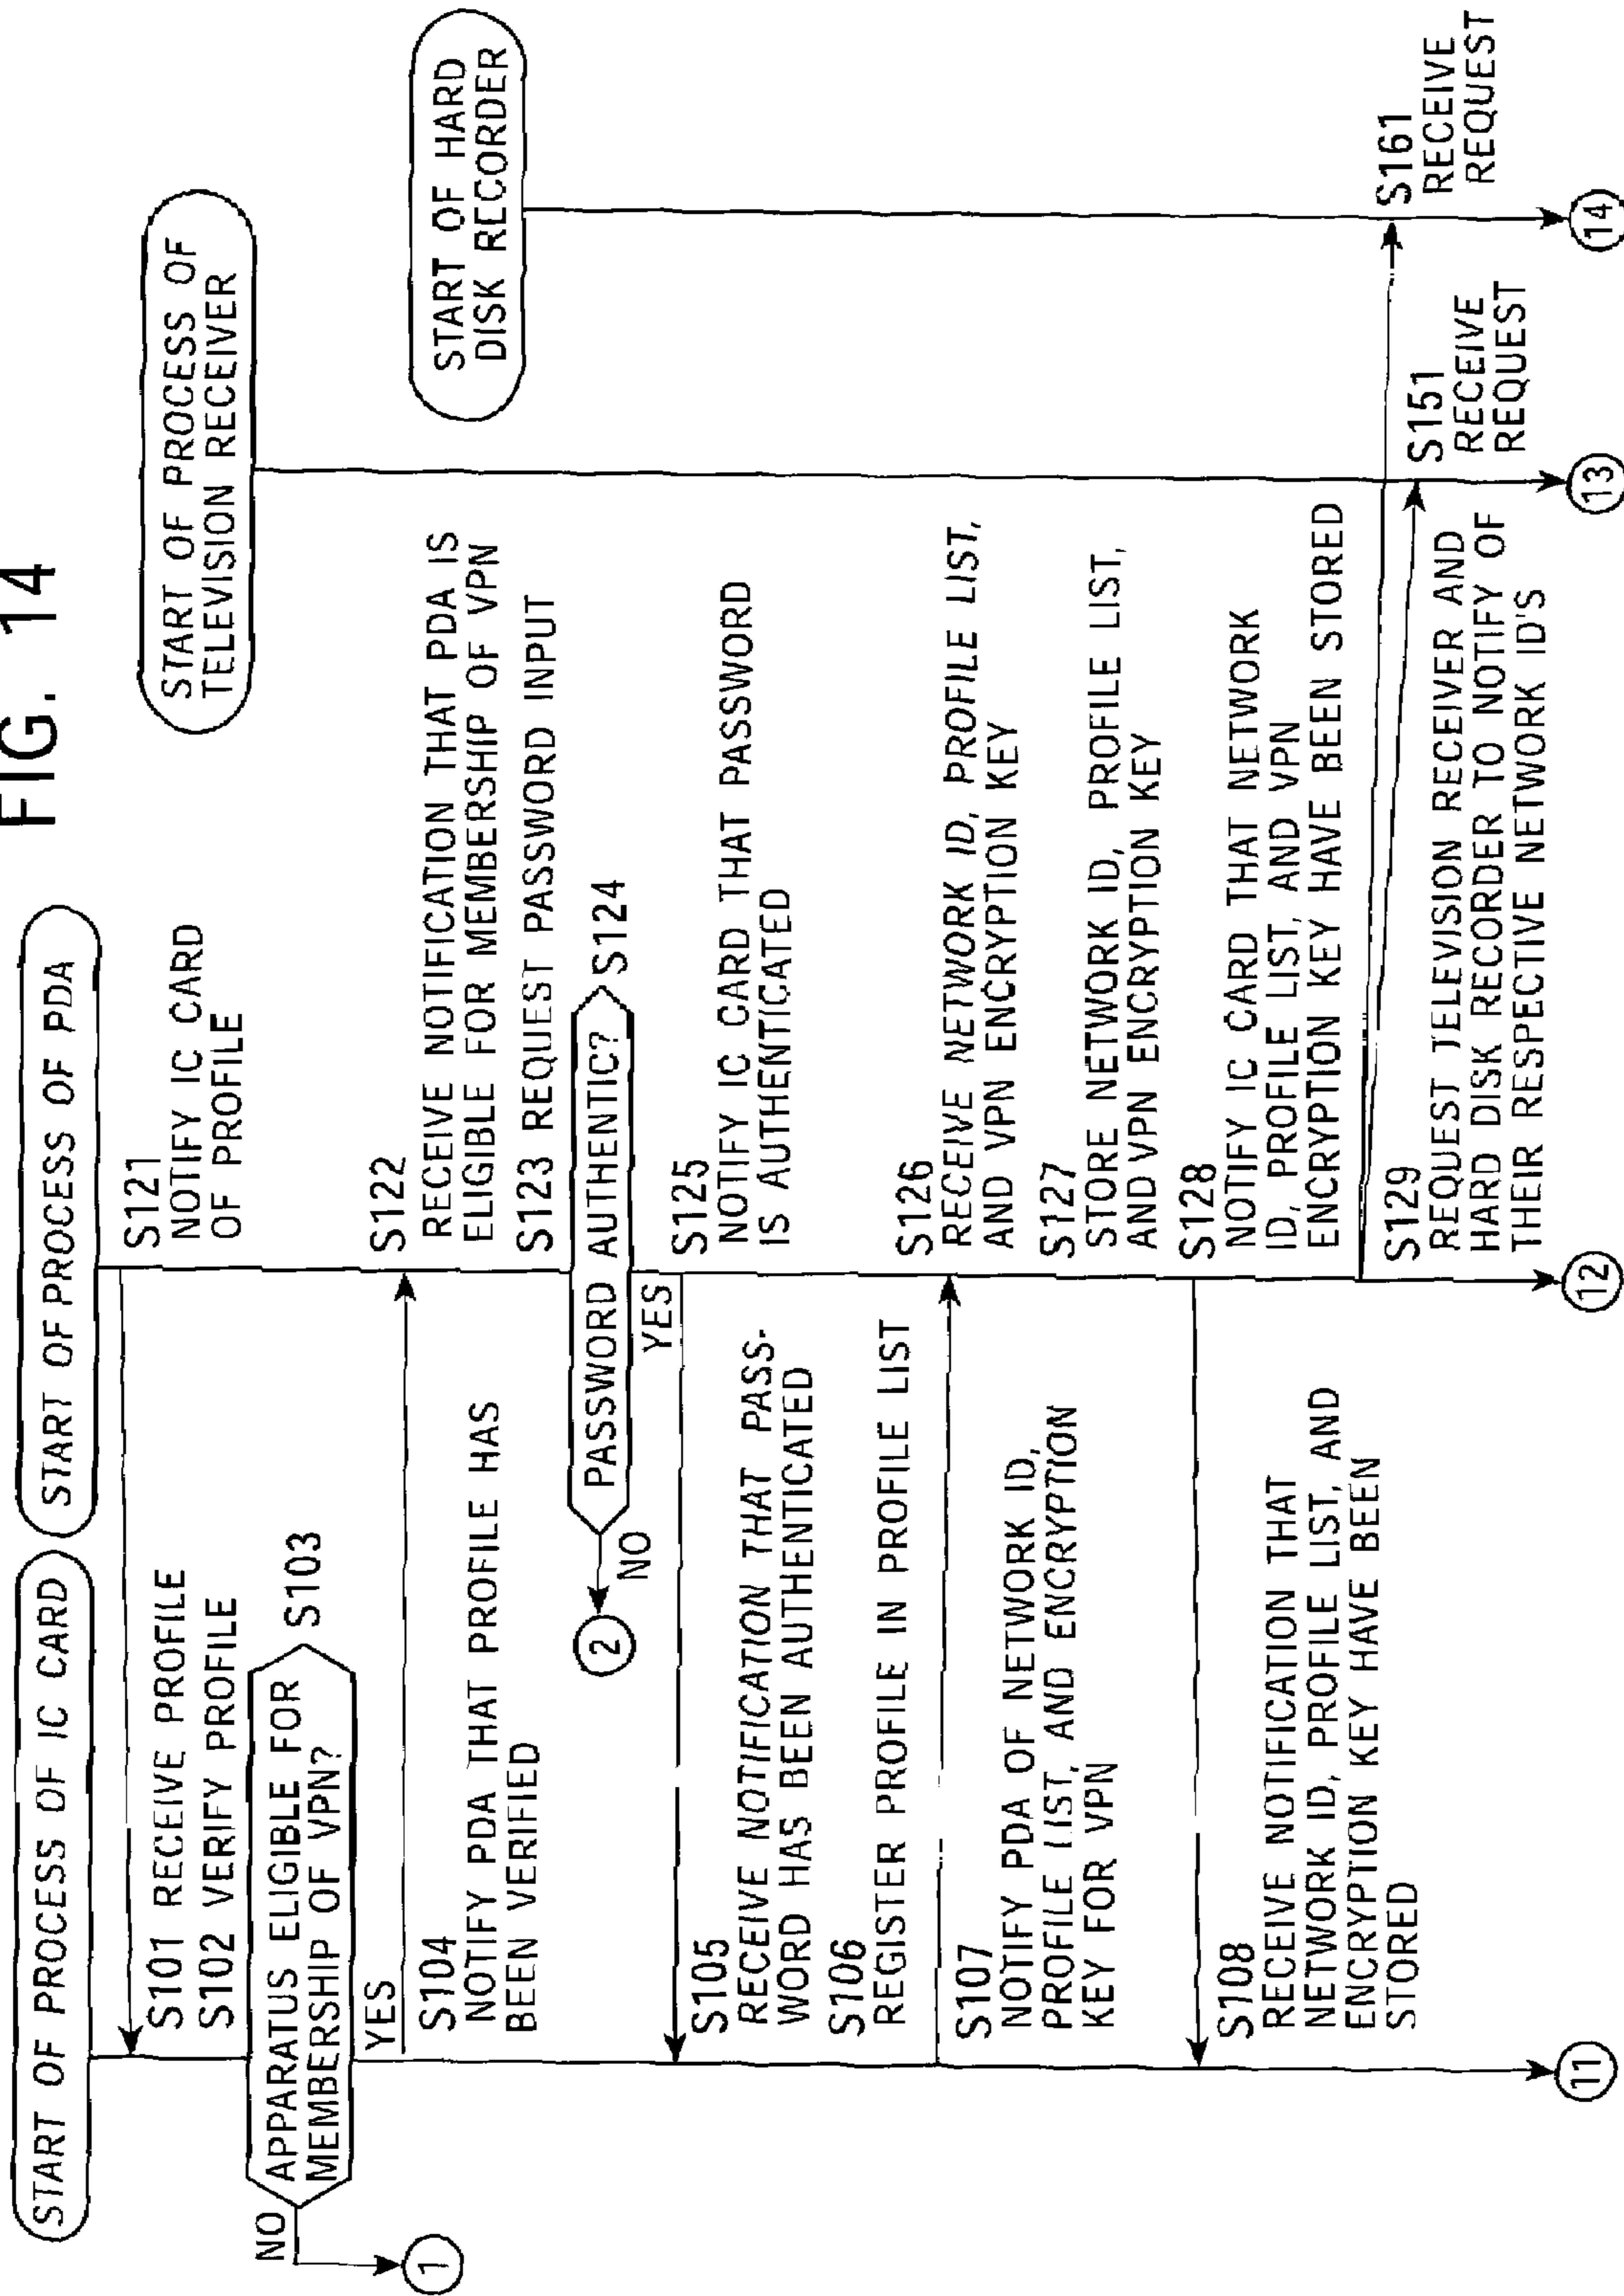 FIG. 14
START OF PROCESS OF IC CARD
START OF PROCESS OF PDA
START OF PROCESS OF
TELEVISION RECEIVER
START OF HARD
DISK RECORDER
S101 RECEIVE PROFILE
S102 VERIFY PROFILE
APPARATUS ELIGIBLE FOR
MEMBERSHIP OF VPN?
S103
NO
1
YES
S104
NOTIFY PDA THAT PROFILE HAS
BEEN VERIFIED
S105
RECEIVE NOTIFICATION THAT PASS-
WORD HAS BEEN AUTHENTICATED
S106
REGISTER PROFILE IN PROFILE LIST
S107
NOTIFY PDA OF NETWORK ID,
PROFILE LIST, AND ENCRYPTION
KEY FOR VPN
S108
RECEIVE NOTIFICATION THAT
NETWORK ID, PROFILE LIST, AND
ENCRYPTION KEY HAVE BEEN
STORED
11
S121
NOTIFY IC CARD
OF PROFILE
S122
RECEIVE NOTIFICATION THAT PDA IS
ELIGIBLE FOR MEMBERSHIP OF VPN
S123 REQUEST PASSWORD INPUT
PASSWORD AUTHENTIC?
S124
NO
2
YES
S125
NOTIFY IC CARD THAT PASSWORD
IS AUTHENTICATED
S126
RECEIVE NETWORK ID, PROFILE LIST,
AND VPN ENCRYPTION KEY
S127
STORE NETWORK ID, PROFILE LIST,
AND VPN ENCRYPTION KEY
S128
NOTIFY IC CARD THAT NETWORK
ID, PROFILE LIST, AND VPN
ENCRYPTION KEY HAVE BEEN STORED
S129
REQUEST TELEVISION RECEIVER AND
HARD DISK RECORDER TO NOTIFY OF
THEIR RESPECTIVE NETWORK ID'S
12
S151
RECEIVE
REQUEST
13
S161
RECEIVE
REQUEST
14